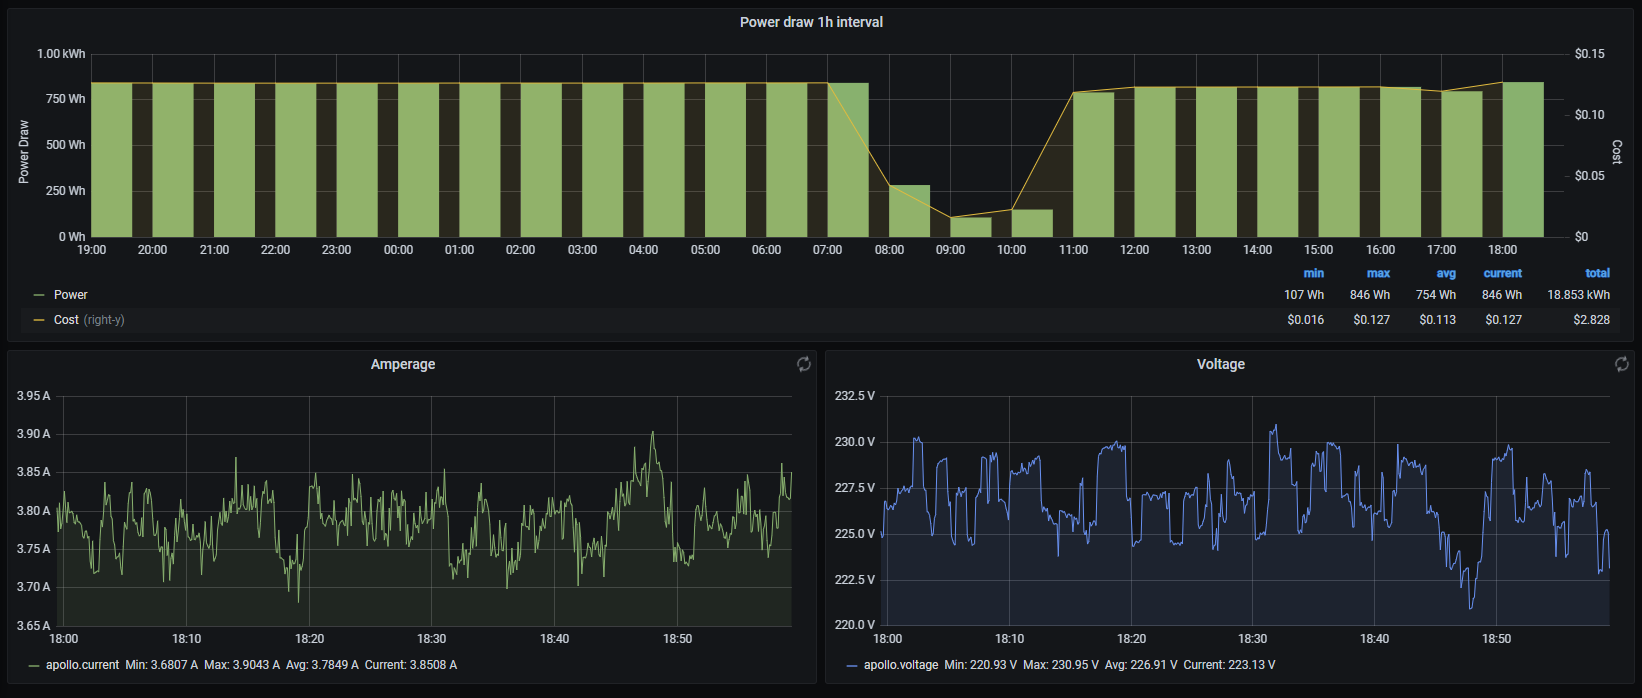 Power draw 1h interval
1.00 kWh
750 Wh
500 Wh
250 Wh
0 Wh
Power Draw
$0.15
$0.10
$0.05
$0
Cost
19:00 20:00 21:00 22:00 23:00 00:00 01:00 02:00 03:00 04:00 05:00 06:00 07:00 08:00 09:00 10:00 11:00 12:00 13:00 14:00 15:00 16:00 17:00 18:00
min max avg current total
Power 107 Wh 846 Wh 754 Wh 846 Wh 18.853 kWh
Cost (right-y) $0.016 $0.127 $0.113 $0.127 $2.828
Amperage
3.95 A
3.90 A
3.85 A
3.80 A
3.75 A
3.70 A
3.65 A
18:00 18:10 18:20 18:30 18:40 18:50
apollo.current Min: 3.6807 A Max: 3.9043 A Avg: 3.7849 A Current: 3.8508 A
Voltage
232.5 V
230.0 V
227.5 V
225.0 V
222.5 V
220.0 V
18:00 18:10 18:20 18:30 18:40 18:50
apollo.voltage Min: 220.93 V Max: 230.95 V Avg: 226.91 V Current: 223.13 V